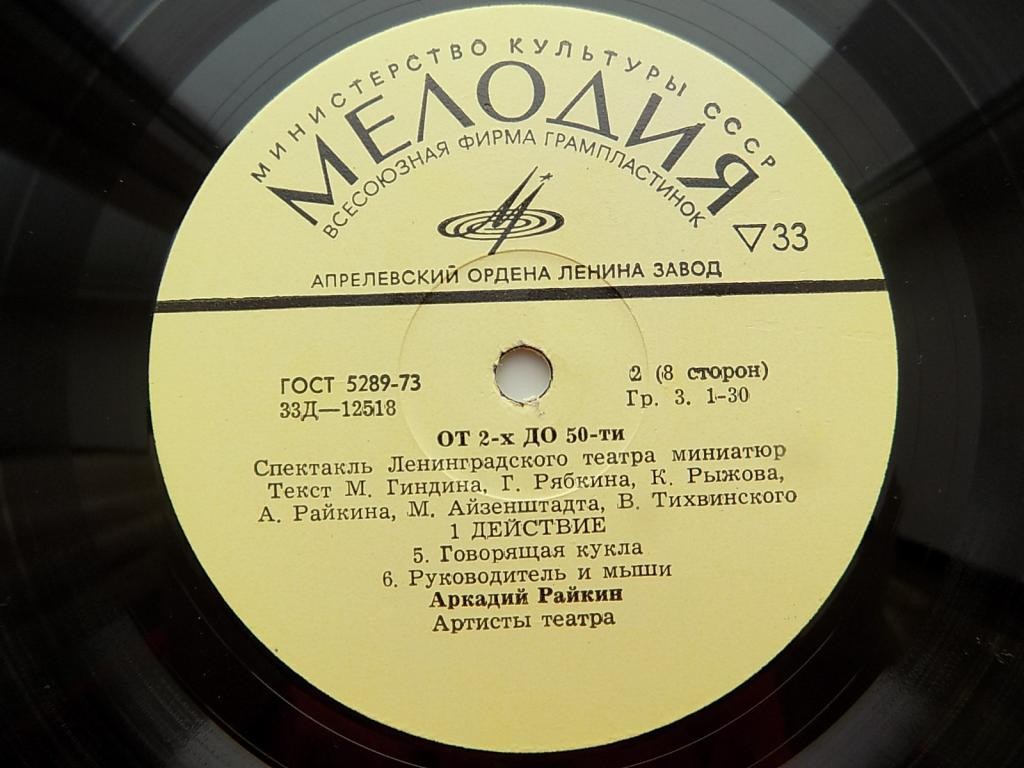 МИНИСТЕРСТВО КУЛЬТУРЫ СССР
МЕЛОДИЯ
ВСЕСОЮЗНАЯ ФИРМА ГРАМПЛАСТИНОК
▽33
АПРЕЛЕВСКИЙ ОРДЕНА ЛЕНИНА ЗАВОД
ГОСТ 5289-73
33Д—12518
2 (8 сторон)
Гр. 3. 1-30
ОТ 2-х ДО 50-ти
Спектакль Ленинградского театра миниатюр
Текст М. Гиндина, Г. Рябкина, К. Рыжова,
А. Райкина, М. Айзенштадта, В. Тихвинского
1 ДЕЙСТВИЕ
5. Говорящая кукла
6. Руководитель и мыши
Аркадий Райкин
Артисты театра